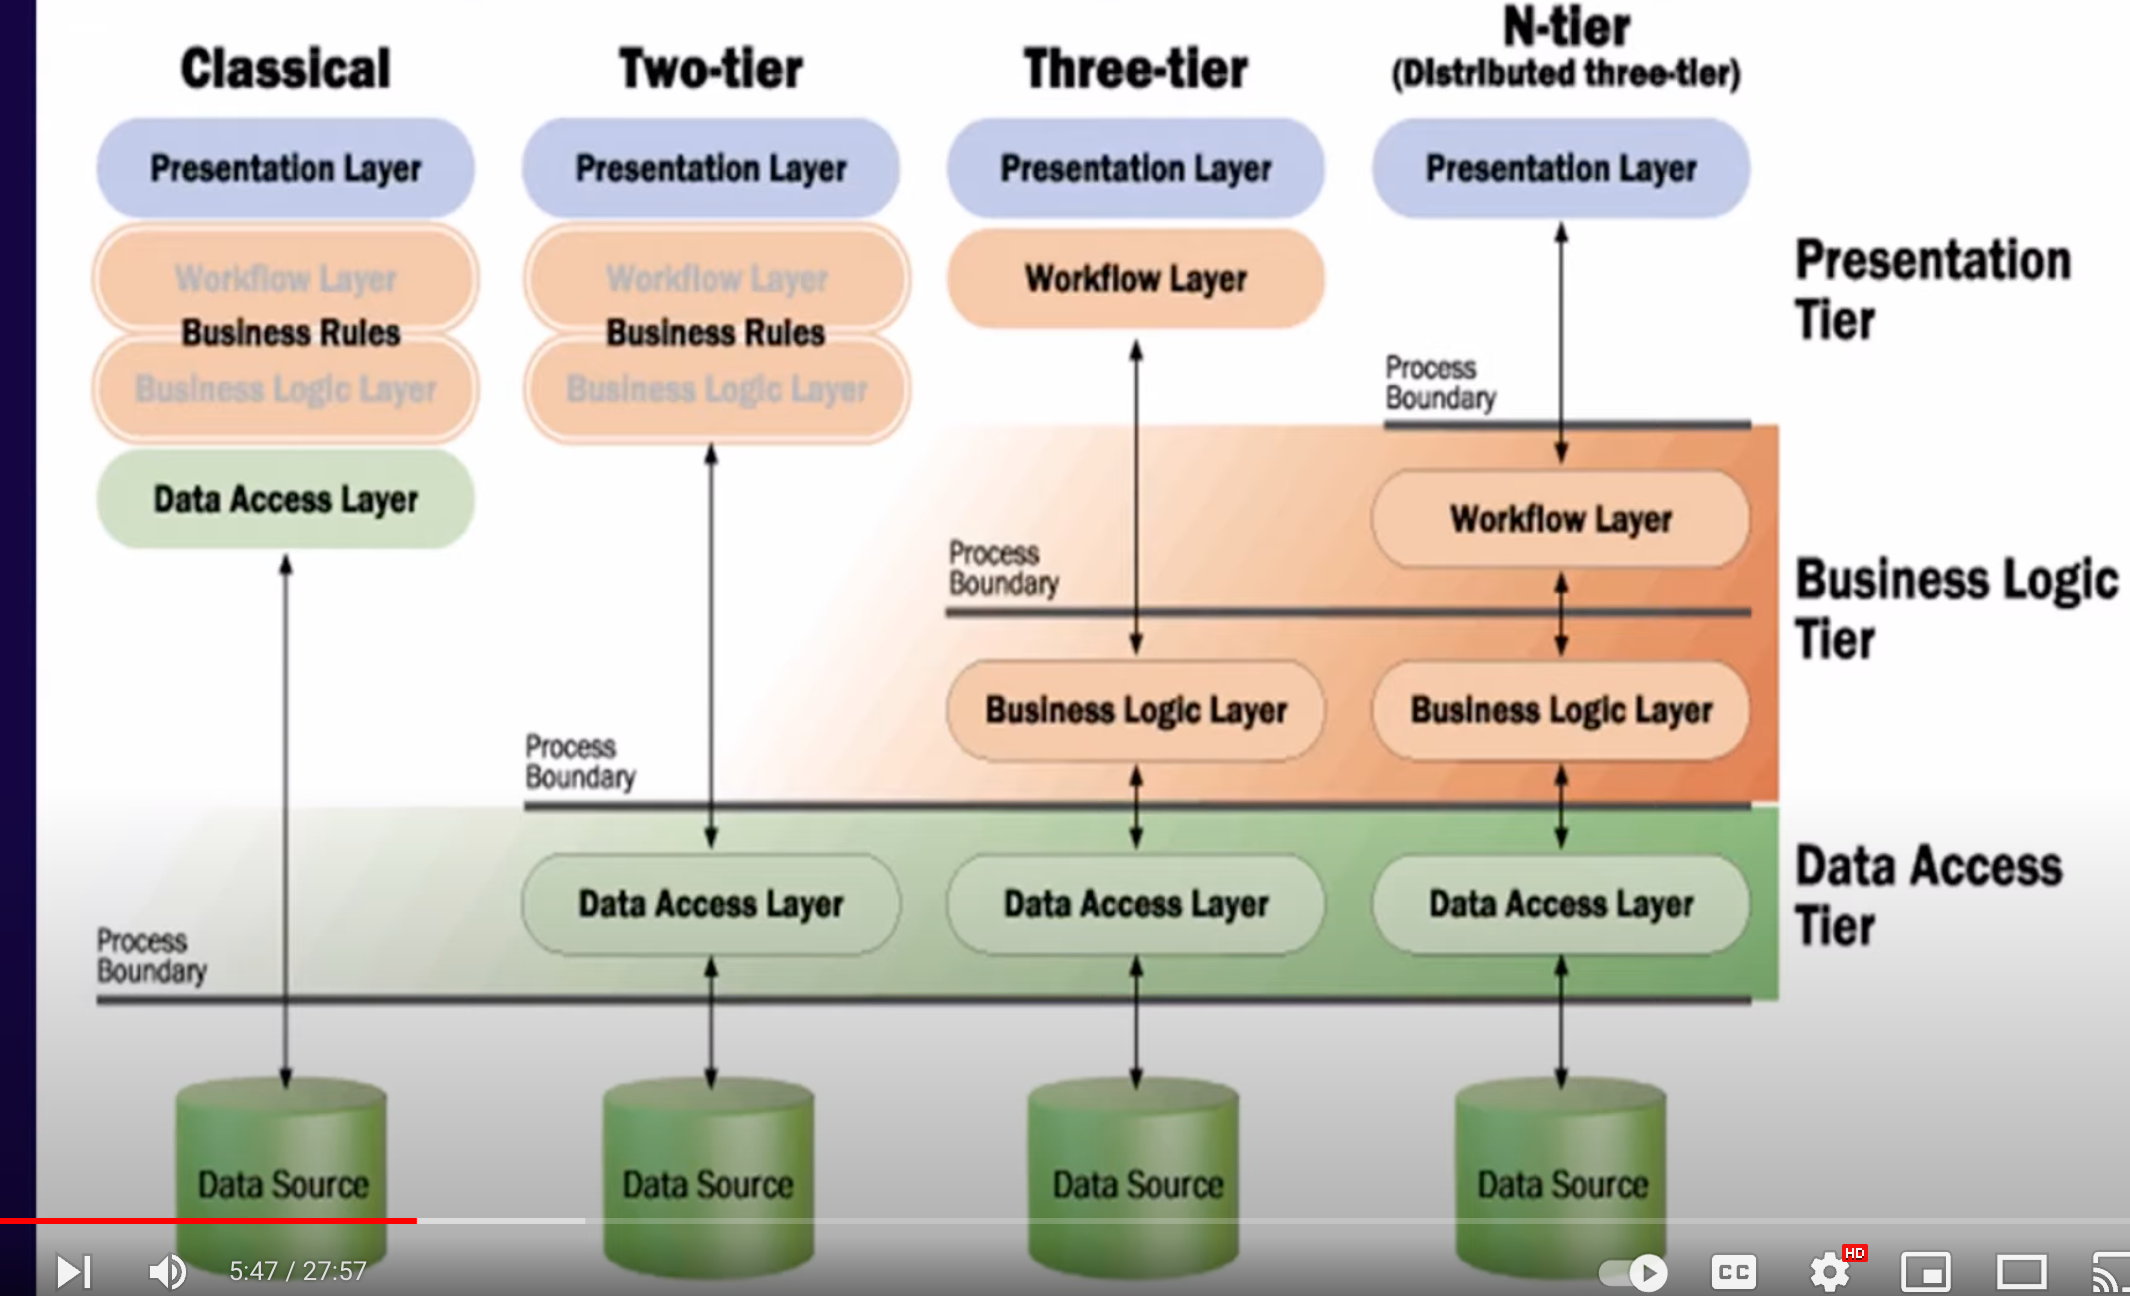 Classical
Two-tier
Three-tier
N-tier
(Distributed three-tier)
Presentation Layer
Workflow Layer
Business Rules
Business Logic Layer
Data Access Layer
Process
Boundary
Data Source
Presentation Layer
Workflow Layer
Business Rules
Business Logic Layer
Process
Boundary
Data Access Layer
Data Source
Presentation Layer
Workflow Layer
Process
Boundary
Business Logic Layer
Data Access Layer
Data Source
Presentation Layer
Process
Boundary
Workflow Layer
Business Logic Layer
Data Access Layer
Data Source
Presentation
Tier
Business Logic
Tier
Data Access
Tier
5:47 / 27:57
CC
HD